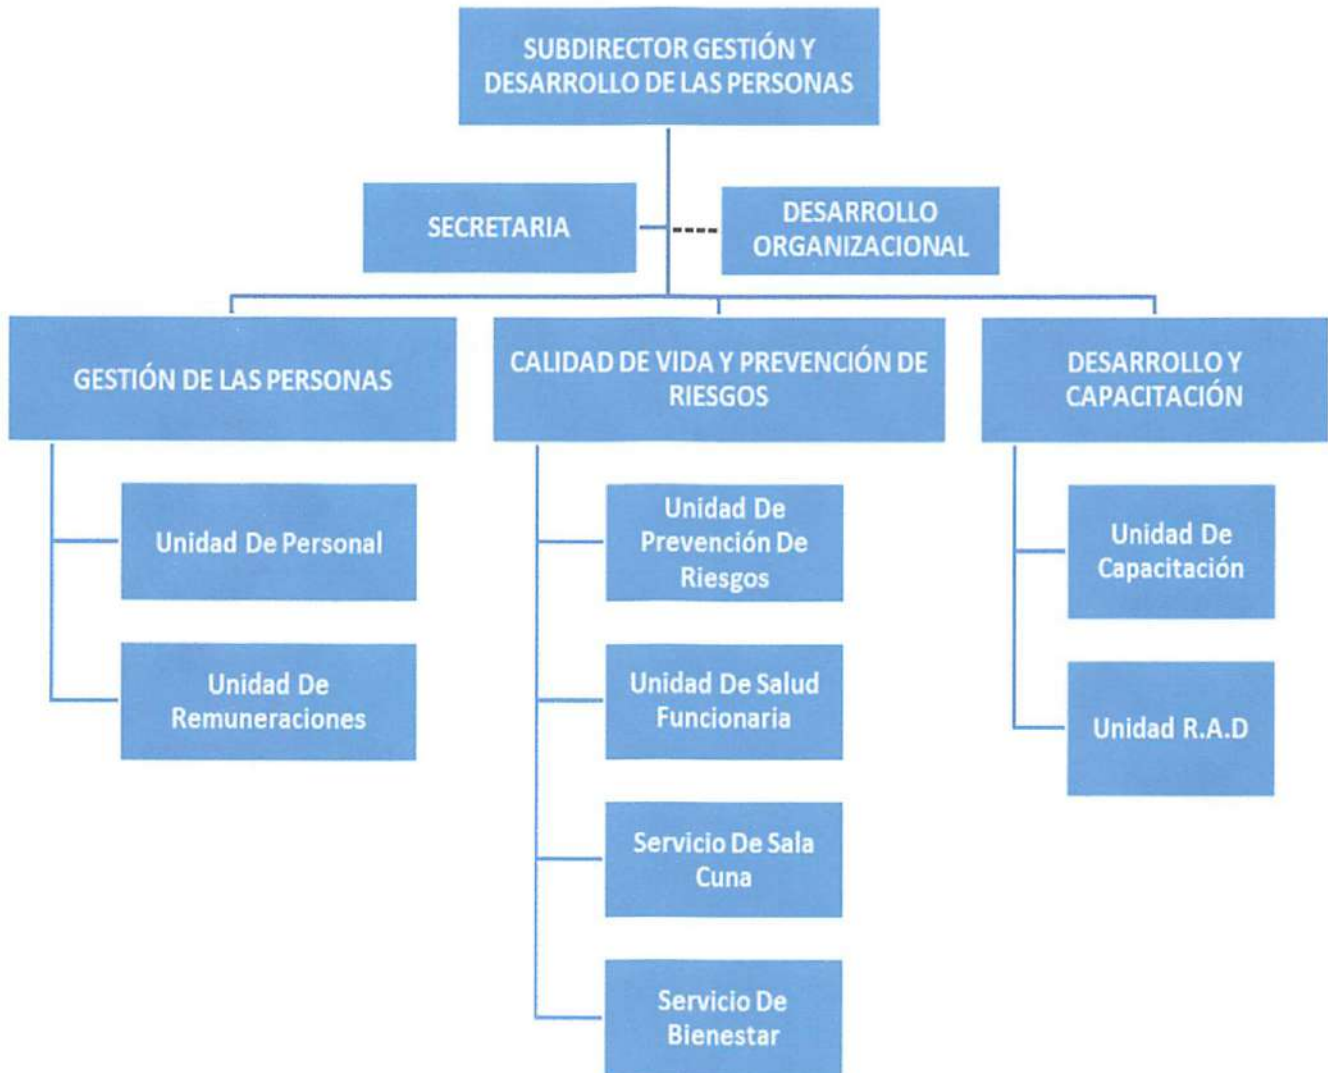 SUBDIRECTOR GESTIÓN Y
DESARROLLO DE LAS PERSONAS
SECRETARIA
DESARROLLO
ORGANIZACIONAL
GESTIÓN DE LAS PERSONAS
CALIDAD DE VIDA Y PREVENCIÓN DE
RIESGOS
DESARROLLO Y
CAPACITACIÓN
Unidad De Personal
Unidad De
Remuneraciones
Unidad De
Prevención De
Riesgos
Unidad De Salud
Funcionaria
Servicio De Sala
Cuna
Servicio De
Bienestar
Unidad De
Capacitación
Unidad R.A.D